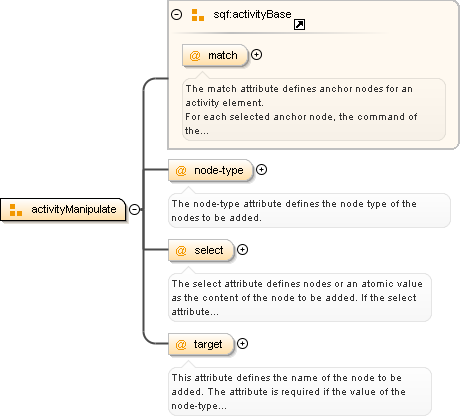 sqf:activityBase
@ match
The match attribute defines anchor nodes for an
activity element.
For each selected anchor node, the command of
the...
@ node-type
The node-type attribute defines the node type of the
nodes to be added.
activityManipulate
@ select
The select attribute defines nodes or an atomic value
as the content of the node to be added. If the select
attribute...
@ target
This attribute defines the name of the node to be
added. The attribute is required if the value of the
node-type...